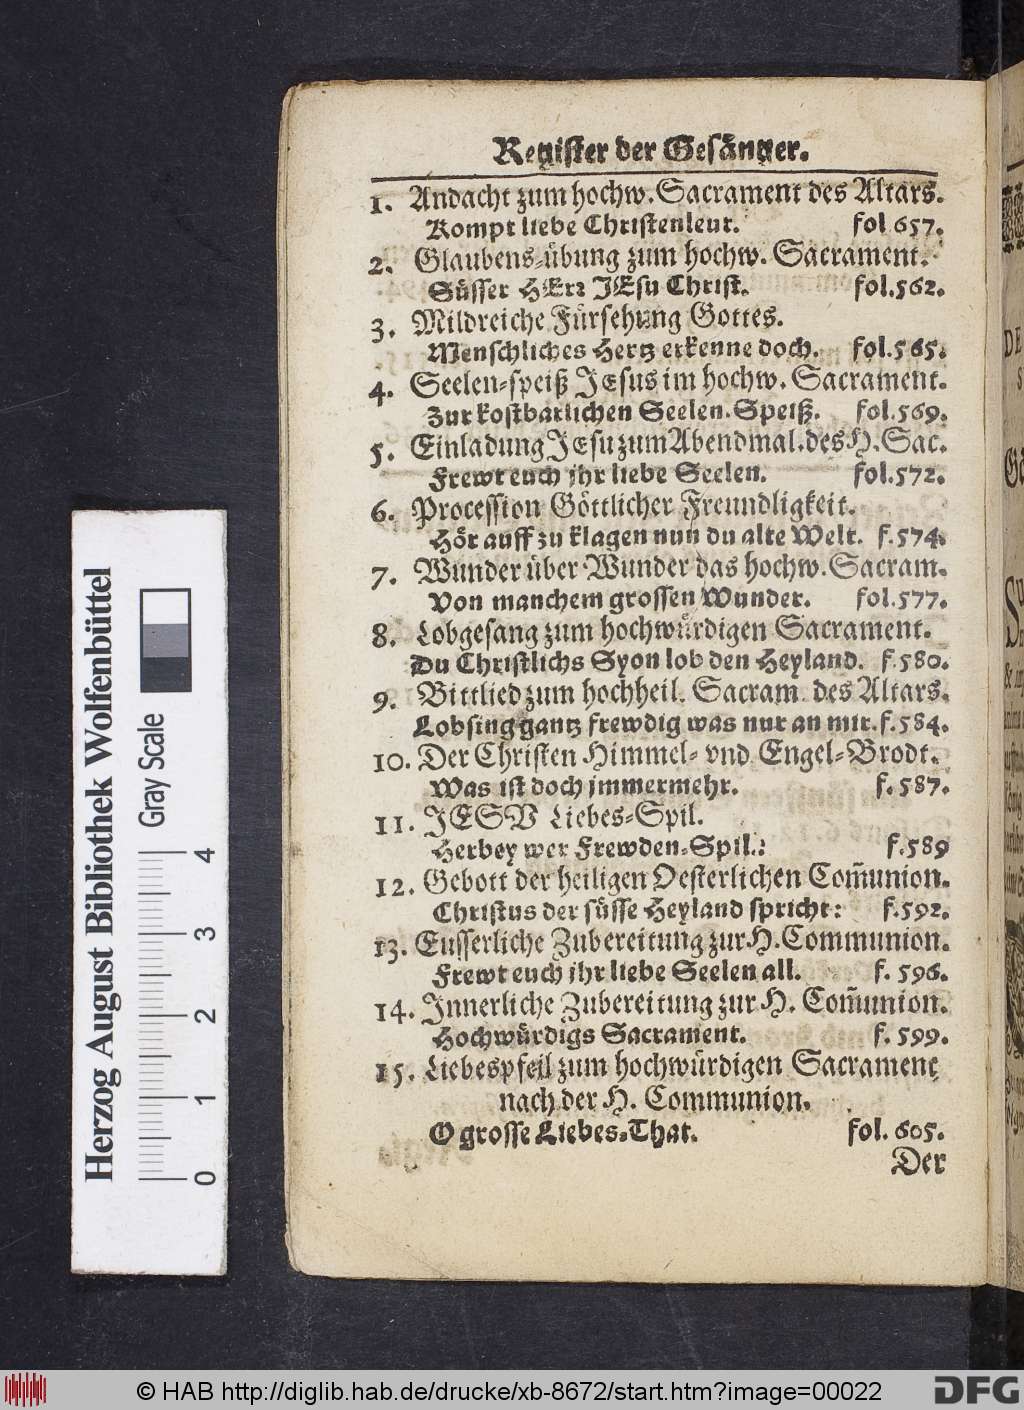 Register der Gesänger.
1. Andacht zum hochw. Sacrament des Altars.
Kompt liebe Christenleut. fol 657.
2. Glaubens-übung zum hochw. Sacrament.
Süsser HErr JEsu Christ. fol.562.
3. Mildreiche Fürsehung Gottes.
Menschliches Hertz erkenne doch. fol.565.
4. Seelen-speiß JEsus im hochw. Sacrament.
Zur kostbarlichen Seelen-Speiß. fol.569.
5. Einladung JEsu zum Abendmal, des H. Sac.
Frewt euch jhr liebe Seelen. fol.572.
6. Procession Göttlicher Freundligkeit.
Hör auff zu klagen nun du alte Welt. f.574.
7. Wunder über Wunder das hochw. Sacram.
Von manchem grossen Wunder. fol.577.
8. Lobgesang zum hochwürdigen Sacrament.
Du Christlichs Syon lob den Heyland. f.580.
9. Bittlied zum hochheil. Sacram. des Altars.
Lobsing gantz frewdig was nur an mir. f.584.
10. Der Christen Himmel- vnd Engel-Brodt.
Was ist doch jmmermehr. f. 587.
11. JESV Liebes-Spil.
Herbey wer Frewden-Spil.: f.589
12. Gebott der heiligen Oesterlichen Com̃union.
Christus der süsse Heyland spricht: f.592.
13. Eusserliche Zubereitung zur H. Communion.
Frewt euch jhr liebe Seelen all. f. 596.
14. Innerliche Zubereitung zur H. Com̃union.
Hochwürdigs Sacrament. f. 599.
15. Liebespfeil zum hochwürdigen Sacrament
nach der H. Communion.
O grosse Liebes-That. fol. 605.
Der
Herzog August Bibliothek Wolfenbüttel
Gray Scale
0 1 2 3 4
© HAB http://diglib.hab.de/drucke/xb-8672/start.htm?image=00022
DFG